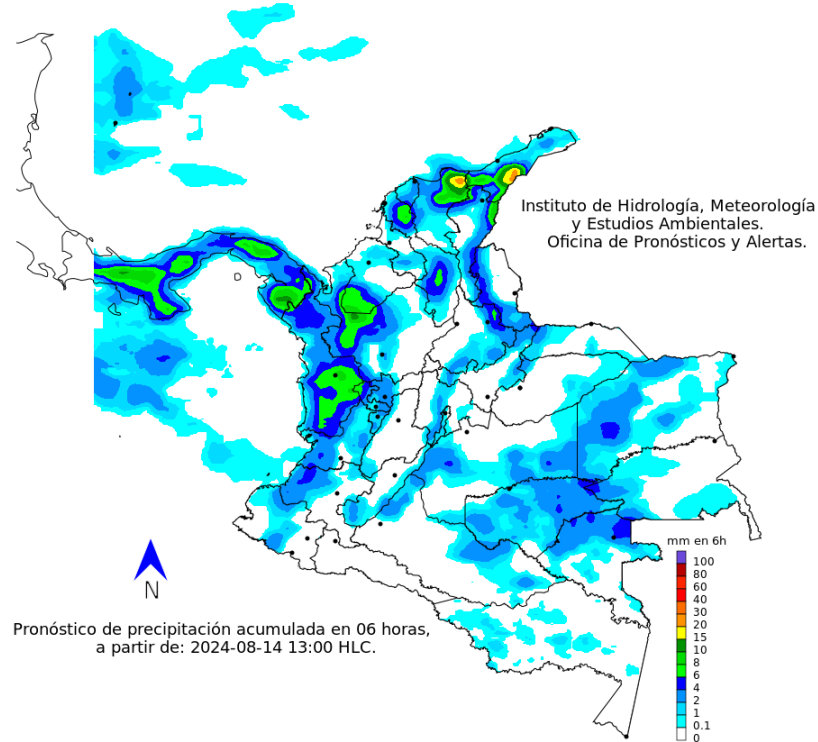 Instituto de Hidrología, Meteorología
y Estudios Ambientales.
Oficina de Pronósticos y Alertas.
mm en 6h
100
80
60
40
30
20
15
10
8
6
4
2
1
0.1
0
N
Pronóstico de precipitación acumulada en 06 horas,
a partir de: 2024-08-14 13:00 HLC.